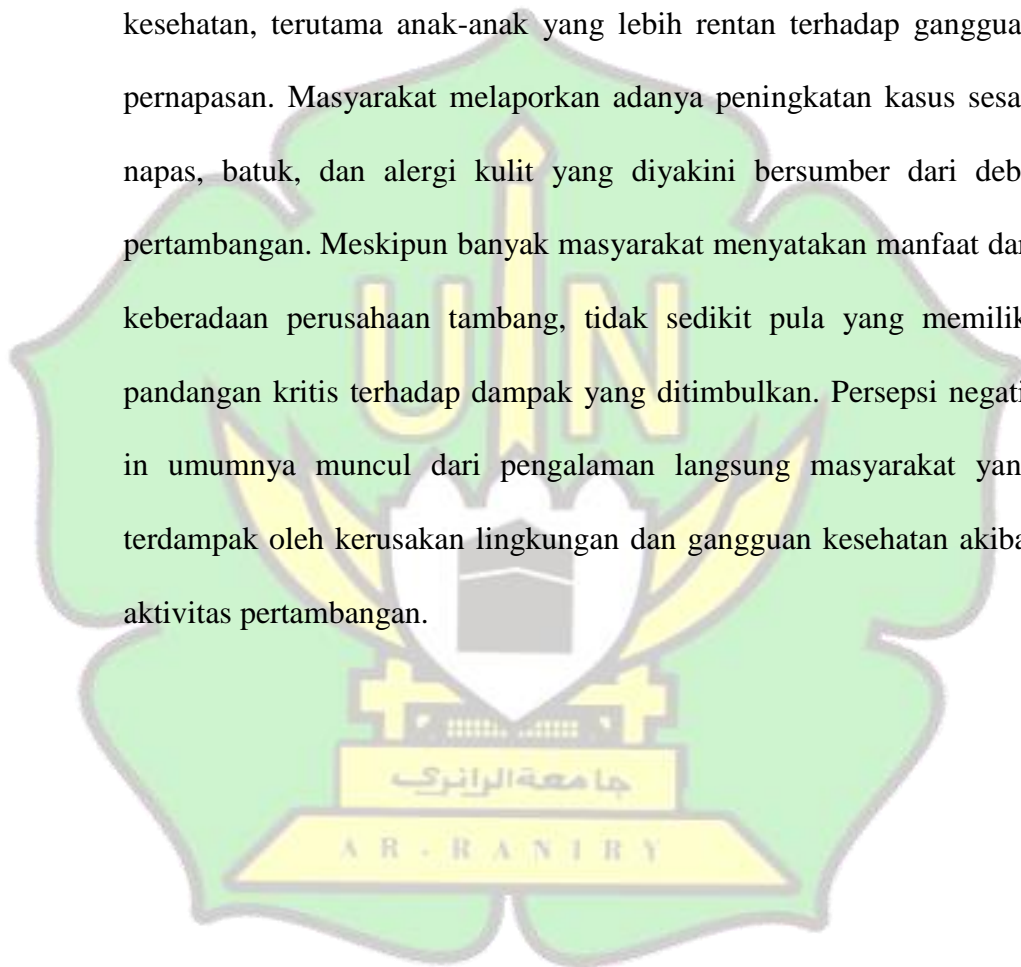 kesehatan, terutama anak-anak yang lebih rentan terhadap ganggua
pernapasan. Masyarakat melaporkan adanya peningkatan kasus sesa
napas, batuk, dan alergi kulit yang diyakini bersumber dari deb
pertambangan. Meskipun banyak masyarakat menyatakan manfaat dar
keberadaan perusahaan tambang, tidak sedikit pula yang memilik
pandangan kritis terhadap dampak yang ditimbulkan. Persepsi negati
in umumnya muncul dari pengalaman langsung masyarakat yan
terdampak oleh kerusakan lingkungan dan gangguan kesehatan akiba
aktivitas pertambangan.
UIN
جامعة الرانري
AR-RANIRY